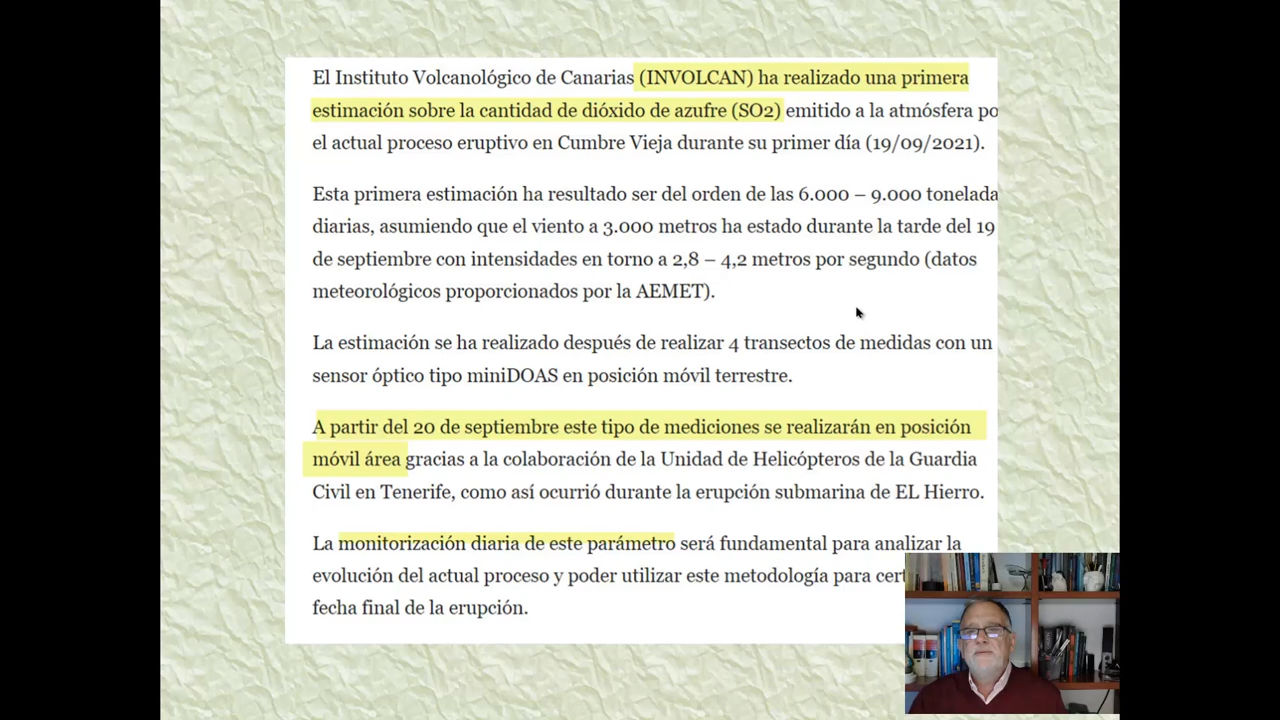 El Instituto Volcanológico de Canarias (INVOLCAN) ha realizado una primera
estimación sobre la cantidad de dióxido de azufre (SO2) emitido a la atmósfera po
el actual proceso eruptivo en Cumbre Vieja durante su primer día (19/09/2021).
Esta primera estimación ha resultado ser del orden de las 6.000 – 9.000 tonelada
diarias, asumiendo que el viento a 3.000 metros ha estado durante la tarde del 19
de septiembre con intensidades en torno a 2,8 – 4,2 metros por segundo (datos
meteorológicos proporcionados por la AEMET).
La estimación se ha realizado después de realizar 4 transectos de medidas con un
sensor óptico tipo miniDOAS en posición móvil terrestre.
A partir del 20 de septiembre este tipo de mediciones se realizarán en posición
móvil área gracias a la colaboración de la Unidad de Helicópteros de la Guardia
Civil en Tenerife, como así ocurrió durante la erupción submarina de EL Hierro.
La monitorización diaria de este parámetro será fundamental para analizar la
evolución del actual proceso y poder utilizar este metodología para cer
fecha final de la erupción.